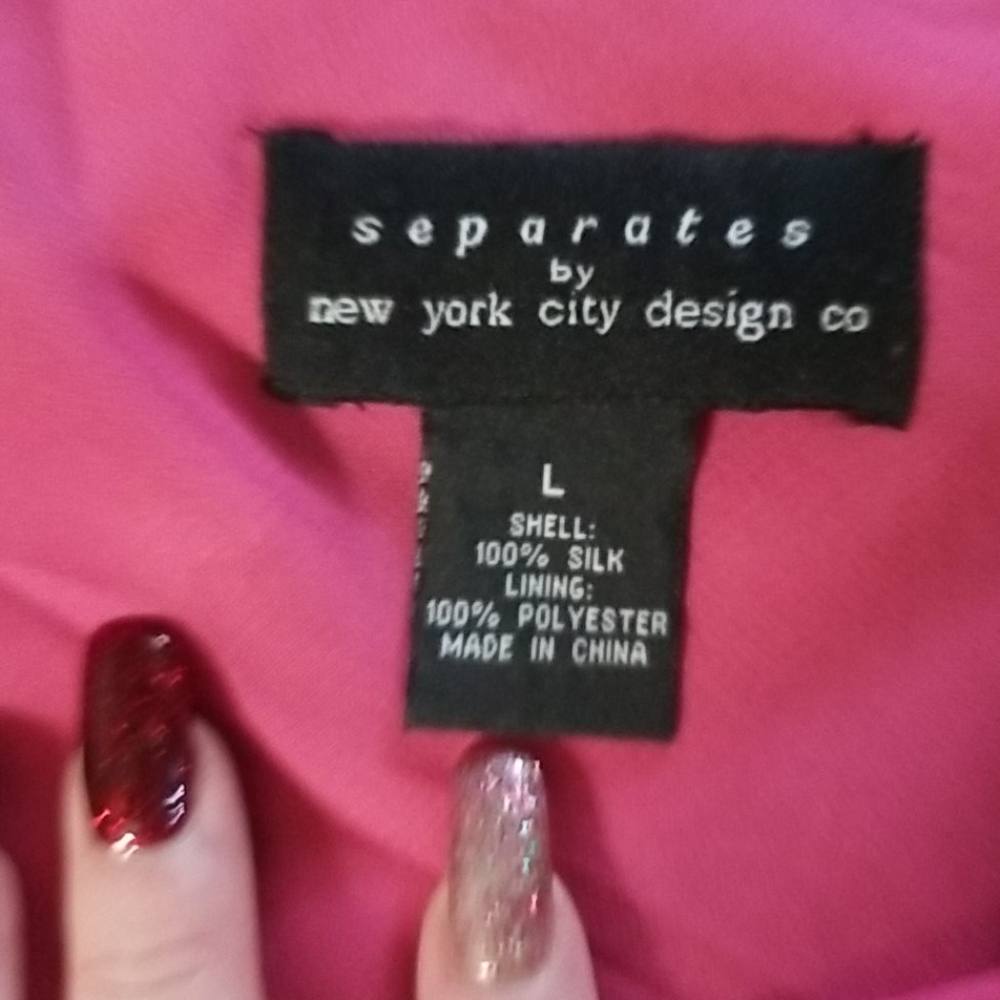 separates
by
new york city design co
L
SHELL:
100% SILK
LINING:
100% POLYESTER
MADE IN CHINA